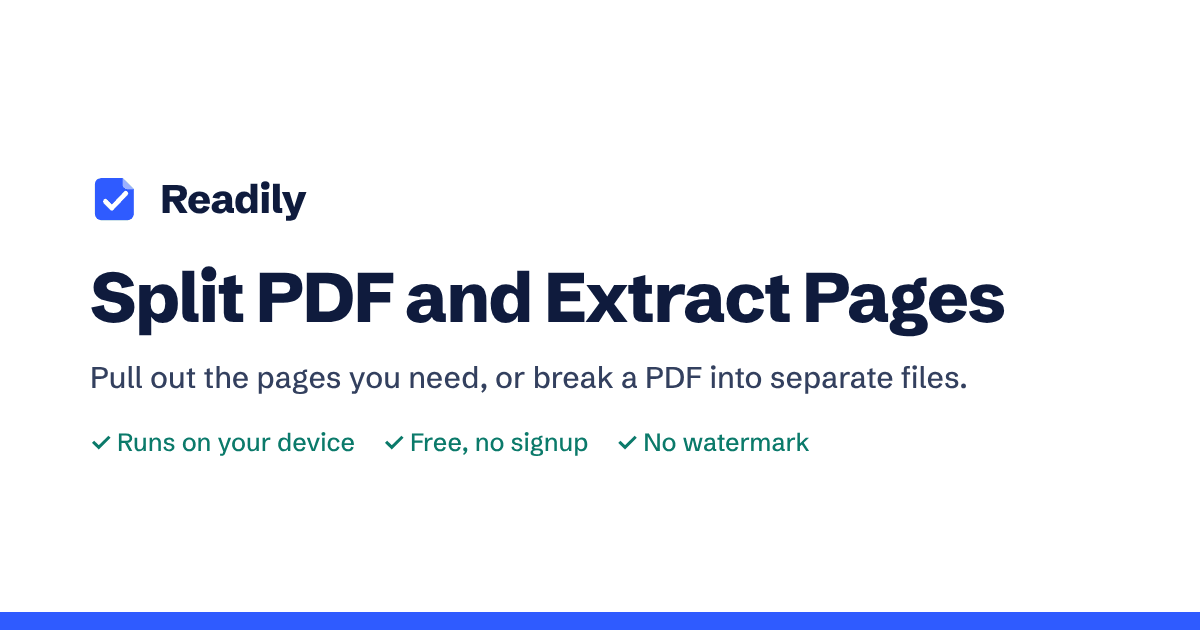 Readily
Split PDF and Extract Pages
Pull out the pages you need, or break a PDF into separate files.
✓ Runs on your device ✓ Free, no signup ✓ No watermark